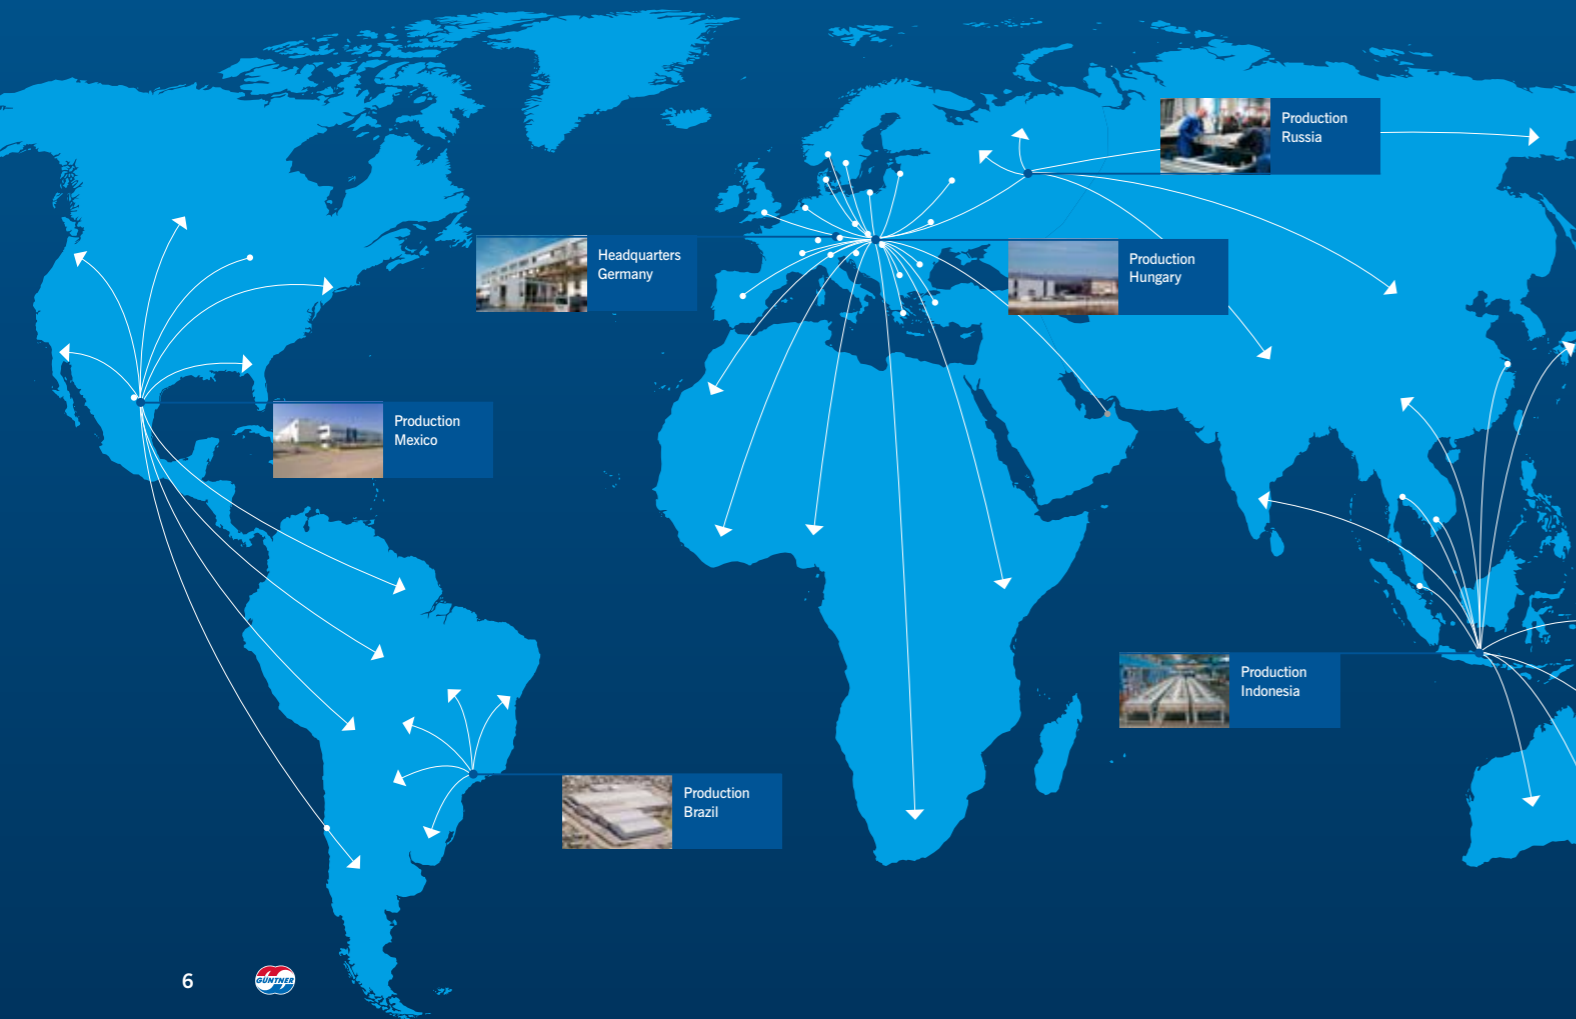 Production
Russia
Headquarters
Germany
Production
Hungary
Production
Mexico
Production
Indonesia
Production
Brazil
6
GÜNTNER